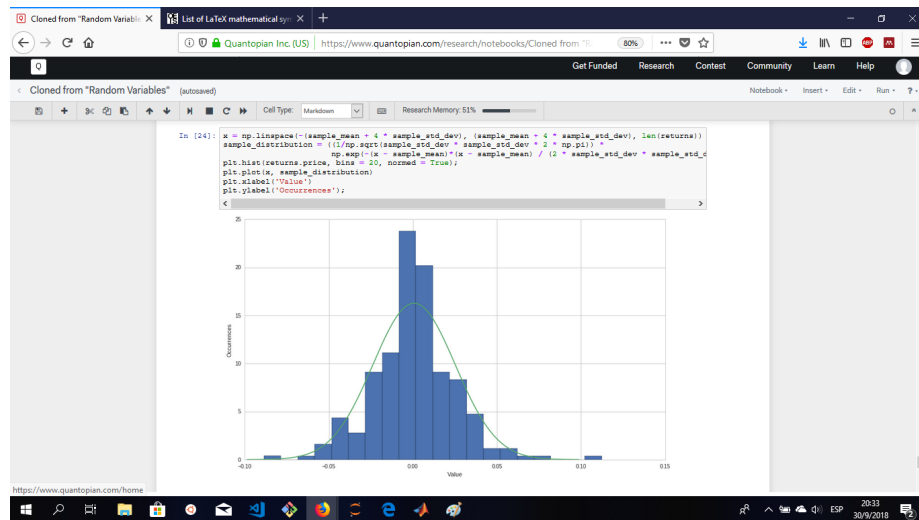 Cloned from "Random Variable
List of LaTeX mathematical sym
Quantopian Inc. (US)
https://www.quantopian.com/research/notebooks/Cloned from "R
80%
Get Funded Research Contest Community Learn Help
Cloned from "Random Variables" (autosaved)
Notebook Insert Edit Run ?
Cell Type: Markdown Research Memory: 51%
In [24]: x = np.linspace(-(sample_mean + 4 * sample_std_dev), (sample_mean + 4 * sample_std_dev), len(returns))
sample_distribution = ((1/np.sqrt(sample_std_dev * sample_std_dev * 2 * np.pi)) *
np.exp(-(x - sample_mean)*(x - sample_mean) / (2 * sample_std_dev * sample_std_d
plt.hist(returns.price, bins = 20, normed = True);
plt.plot(x, sample_distribution)
plt.xlabel('Value')
plt.ylabel('Occurrences');
25
20
15
10
5
0
Occurrences
-0.10 -0.05 0.00 0.05 0.10 0.15
Value
https://www.quantopian.com/home
ESP
20:33
30/9/2018
2